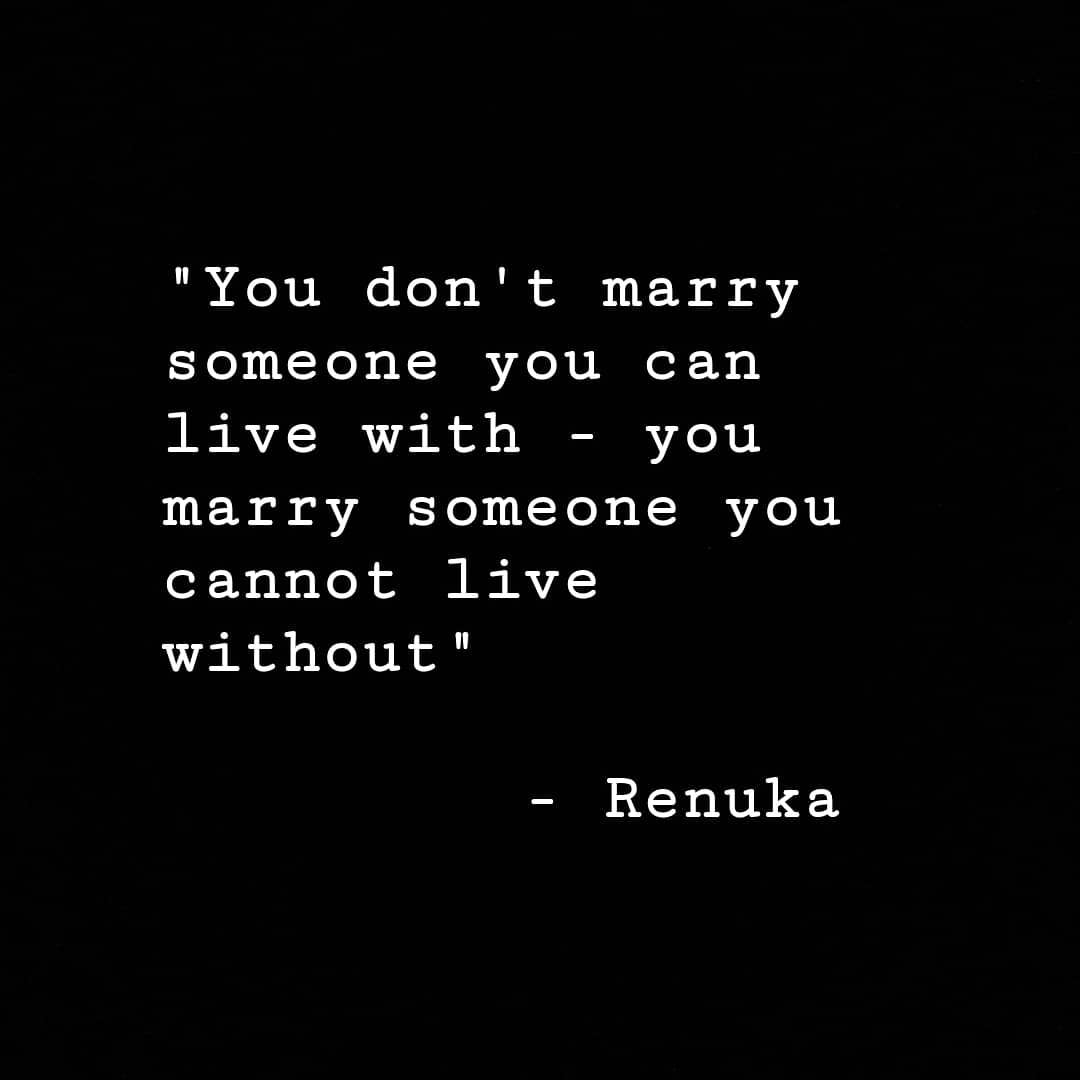 "You don't marry
someone you can
live with - you
marry someone you
cannot live
without"
- Renuka